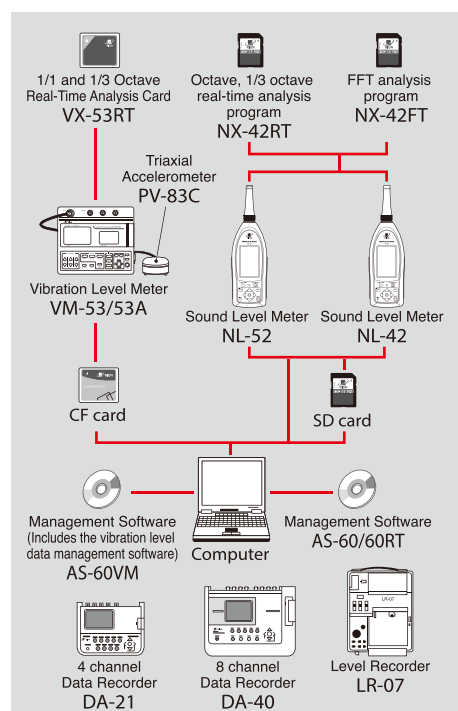 1/1 and 1/3 Octave
Real-Time Analysis Card
VX-53RT
Octave, 1/3 octave
real-time analysis
program
NX-42RT
FFT analysis
program
NX-42FT
Triaxial
Accelerometer
PV-83C
Vibration Level Meter
VM-53/53A
Sound Level Meter
NL-52
Sound Level Meter
NL-42
CF card
SD card
Management Software
(Includes the vibration level
data management software)
AS-60VM
Computer
Management Software
AS-60/60RT
4 channel
Data Recorder
DA-21
8 channel
Data Recorder
DA-40
LR-07
Level Recorder
LR-07